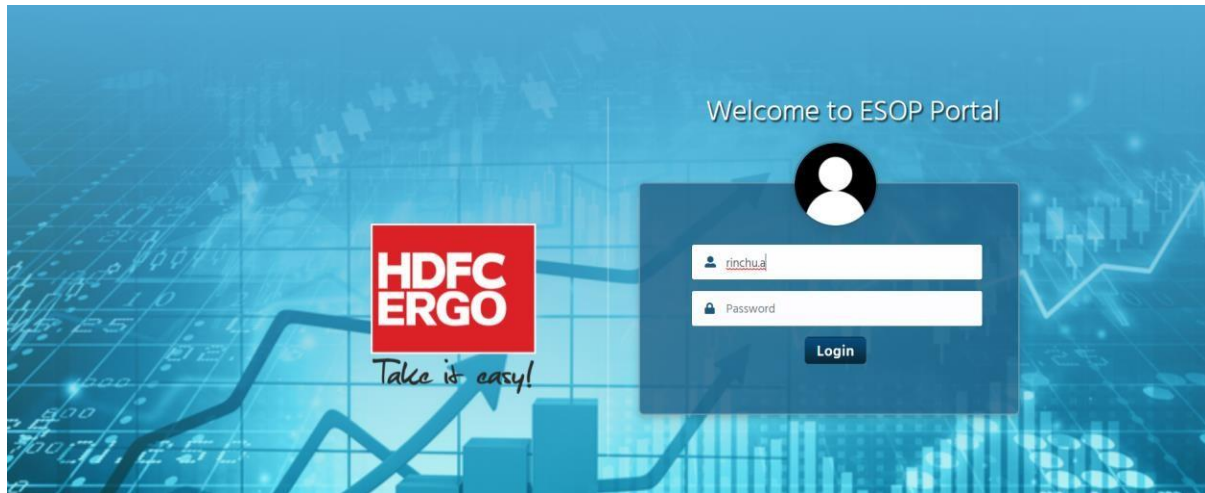 Welcome to ESOP Portal
HDFC
ERGO
Take it easy!
rinchu.a
Password
Login